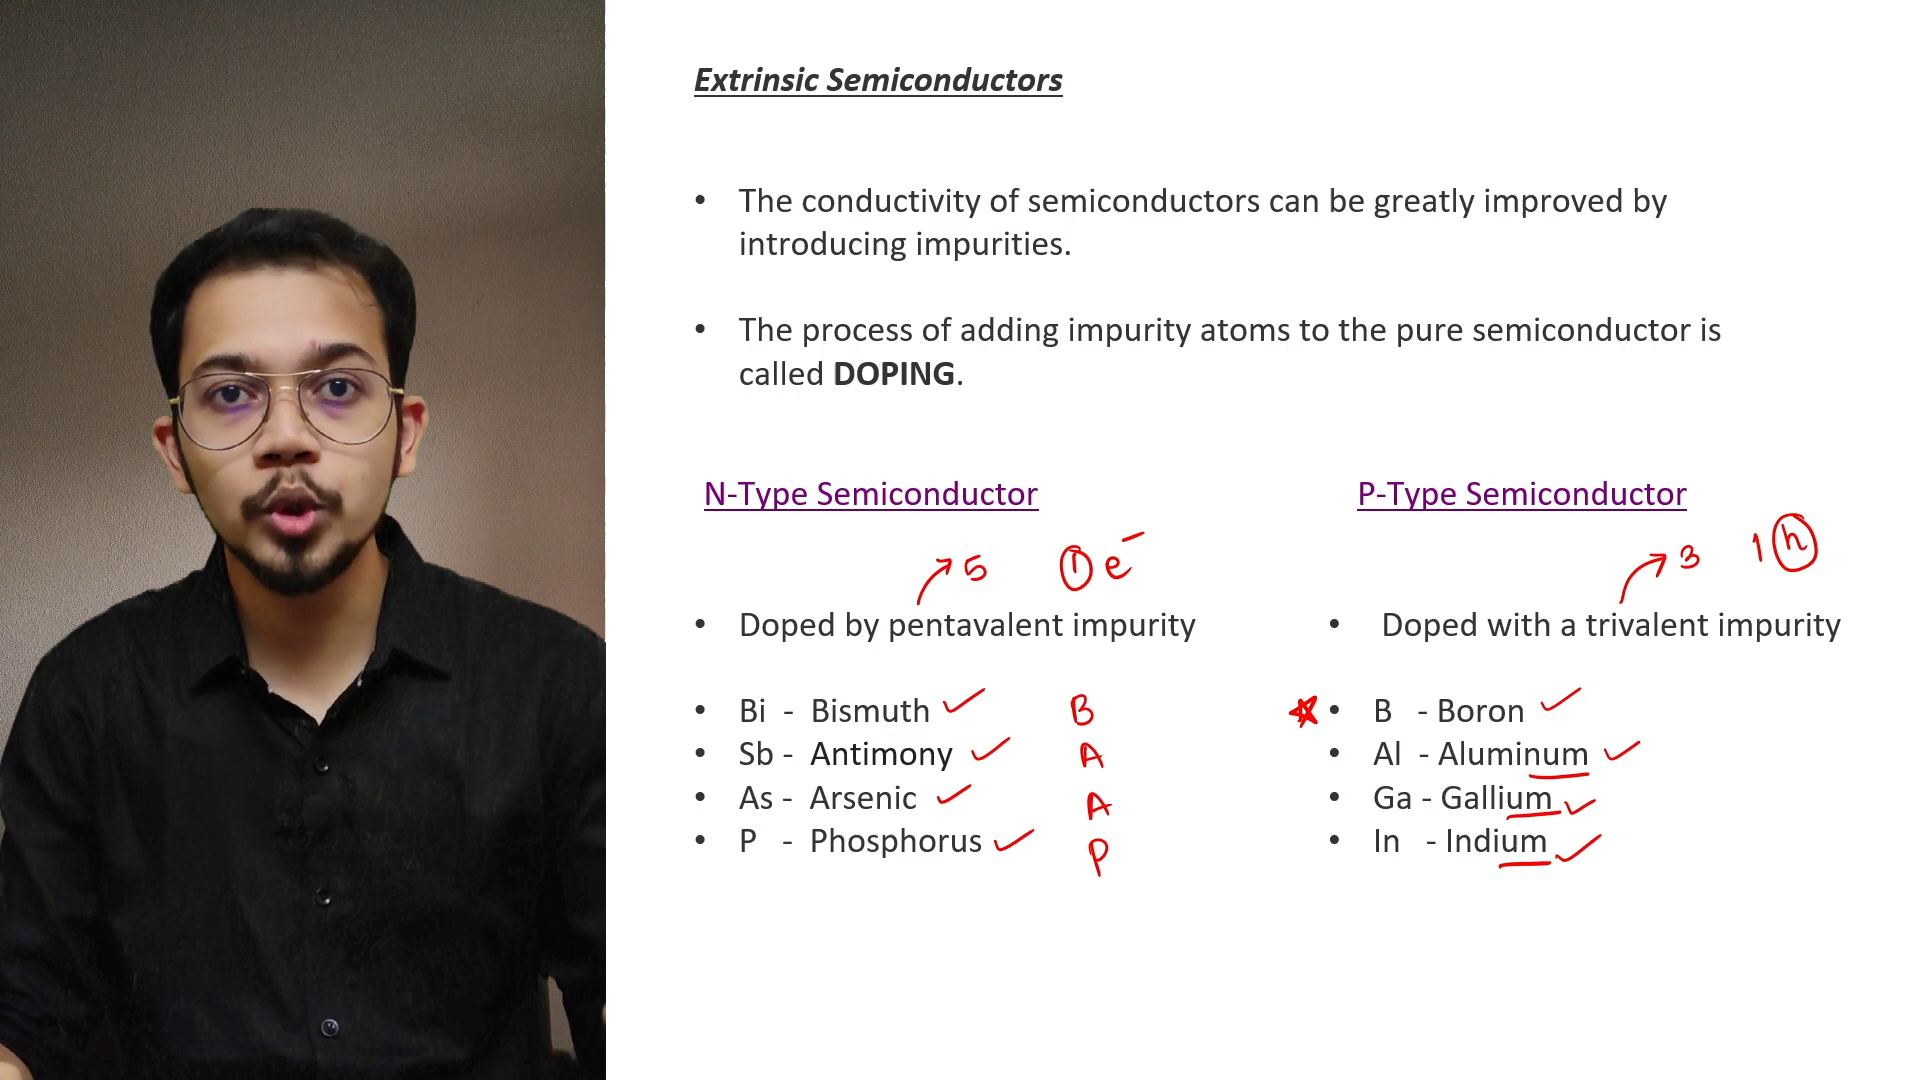 Extrinsic Semiconductors
• The conductivity of semiconductors can be greatly improved by
introducing impurities.
• The process of adding impurity atoms to the pure semiconductor is
called DOPING.
N-Type Semiconductor
5 1 e⁻
• Doped by pentavalent impurity
• Bi - Bismuth B
• Sb - Antimony A
• As - Arsenic A
• P - Phosphorus P
P-Type Semiconductor
3 1 h
• Doped with a trivalent impurity
• B - Boron
• Al - Aluminum
• Ga - Gallium
• In - Indium